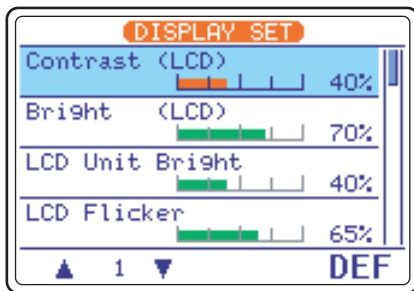 DISPLAY SET
Contrast (LCD)
40%
Bright (LCD)
70%
LCD Unit Bright
40%
LCD Flicker
65%
▲ 1 ▼ DEF